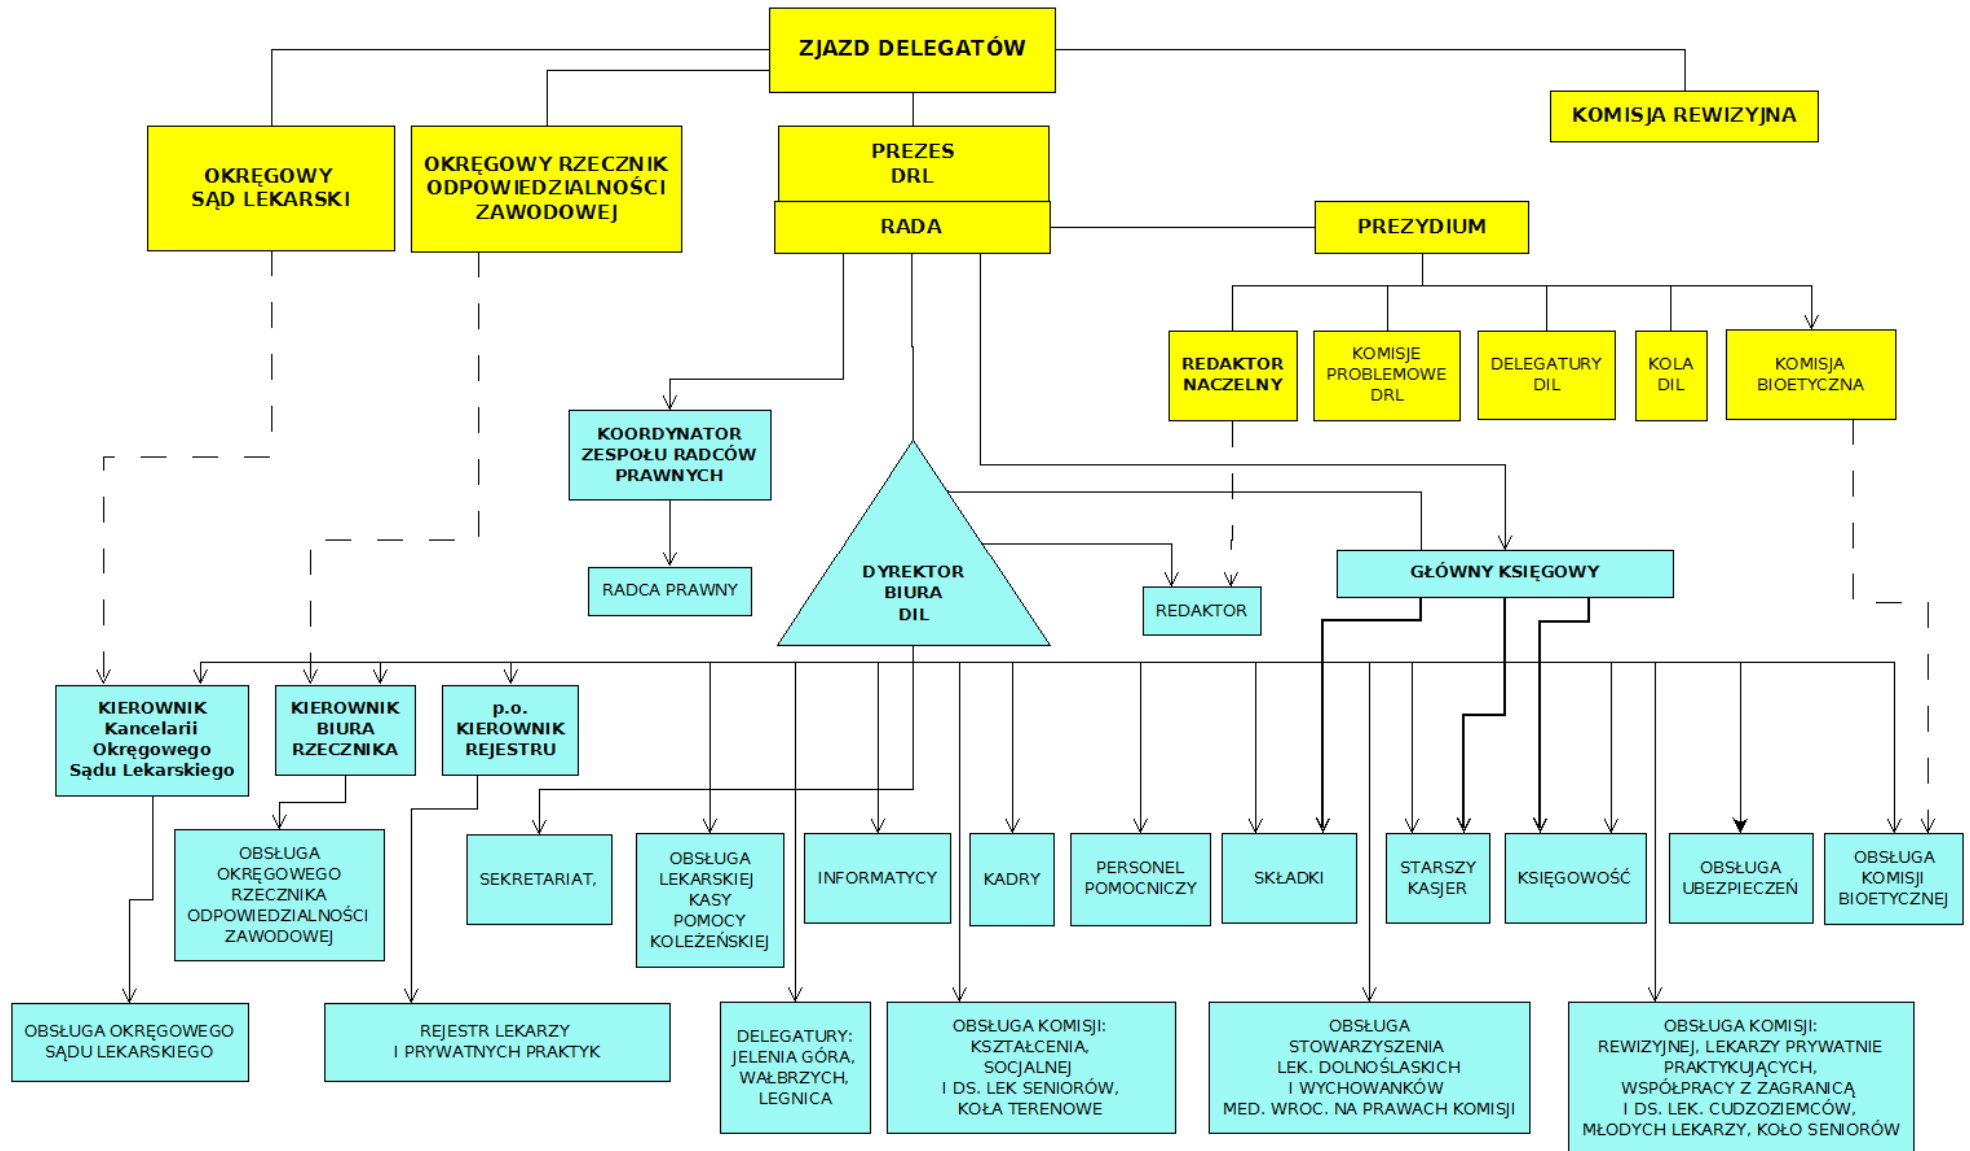 ZJAZD DELEGATÓW
KOMISJA REWIZYJNA
OKRĘGOWY
SĄD LEKARSKI
OKRĘGOWY RZECZNIK
ODPOWIEDZIALNOŚCI
ZAWODOWEJ
PREZES
DRL
RADA
PREZYDIUM
REDAKTOR
NACZELNY
KOMISJE
PROBLEMOWE
DRL
DELEGATURY
DIL
KOLA
DIL
KOMISJA
BIOETYCZNA
KOORDYNATOR
ZESPOŁU RADCÓW
PRAWNYCH
RADCA PRAWNY
DYREKTOR
BIURA
DIL
REDAKTOR
GŁÓWNY KSIĘGOWY
KIEROWNIK
Kancelarii
Okręgowego
Sądu Lekarskiego
KIEROWNIK
BIURA
RZECZNIKA
p.o.
KIEROWNIK
REJESTRU
OBSŁUGA
OKRĘGOWEGO
RZECZNIKA
ODPOWIEDZIALNOŚCI
ZAWODOWEJ
SEKRETARIAT,
OBSŁUGA
LEKARSKIEJ
KASY
POMOCY
KOLEŻEŃSKIEJ
INFORMATYCY
KADRY
PERSONEL
POMOCNICZY
SKŁADKI
STARSZY
KASJER
KSIĘGOWOŚĆ
OBSŁUGA
UBEZPIECZEŃ
OBSŁUGA
KOMISJI
BIOETYCZNEJ
OBSŁUGA OKRĘGOWEGO
SĄDU LEKARSKIEGO
REJESTR LEKARZY
I PRYWATNYCH PRAKTYK
DELEGATURY:
JELENIA GÓRA,
WAŁBRZYCH,
LEGNICA
OBSŁUGA KOMISJI:
KSZTAŁCENIA,
SOCJALNEJ
I DS. LEK SENIORÓW,
KOŁA TERENOWE
OBSŁUGA
STOWARZYSZENIA
LEK. DOLNOŚLASKICH
I WYCHOWANKÓW
MED. WROC. NA PRAWACH KOMISJI
OBSŁUGA KOMISJI:
REWIZYJNEJ, LEKARZY PRYWATNIE
PRAKTYKUJĄCYCH,
WSPÓŁPRACY Z ZAGRANICĄ
I DS. LEK. CUDZOZIEMCÓW,
MŁODYCH LEKARZY, KOŁO SENIORÓW